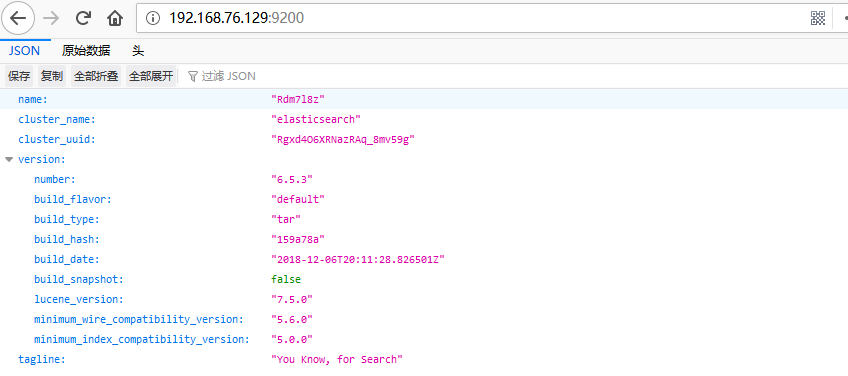 192.168.76.129:9200
JSON 原始数据 头
保存 复制 全部折叠 全部展开 过滤 JSON
name: "Rdm7l8z"
cluster_name: "elasticsearch"
cluster_uuid: "Rgxd4O6XRNazRAq_8mv59g"
version:
number: "6.5.3"
build_flavor: "default"
build_type: "tar"
build_hash: "159a78a"
build_date: "2018-12-06T20:11:28.826501Z"
build_snapshot: false
lucene_version: "7.5.0"
minimum_wire_compatibility_version: "5.6.0"
minimum_index_compatibility_version: "5.0.0"
tagline: "You Know, for Search"